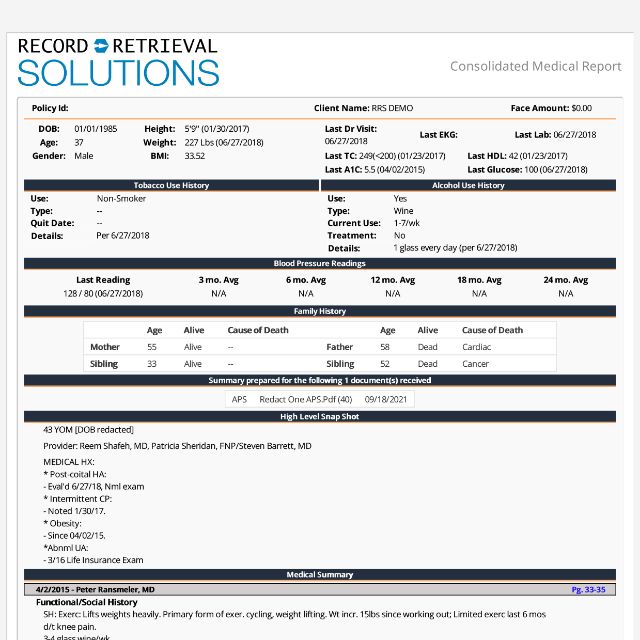 RECORD RETRIEVAL
SOLUTIONS
Consolidated Medical Report
Policy Id: Client Name: RRS DEMO Face Amount: $0.00
DOB: 01/01/1985 Height: 5'9" (01/30/2017) Last Dr Visit: 06/27/2018 Last EKG: Last Lab: 06/27/2018
Age: 37 Weight: 227 Lbs (06/27/2018)
Gender: Male BMI: 33.52 Last TC: 249(<200) (01/23/2017) Last HDL: 42 (01/23/2017)
Last A1C: 5.5 (04/02/2015) Last Glucose: 100 (06/27/2018)
Tobacco Use History Alcohol Use History
Use: Non-Smoker Use: Yes
Type: -- Type: Wine
Quit Date: -- Current Use: 1-7/wk
Details: Per 6/27/2018 Treatment: No
Details: 1 glass every day (per 6/27/2018)
Blood Pressure Readings
Last Reading 3 mo. Avg 6 mo. Avg 12 mo. Avg 18 mo. Avg 24 mo. Avg
128 / 80 (06/27/2018) N/A N/A N/A N/A N/A
Family History
Age Alive Cause of Death Age Alive Cause of Death
Mother 55 Alive -- Father 58 Dead Cardiac
Sibling 33 Alive -- Sibling 52 Dead Cancer
Summary prepared for the following 1 document(s) received
APS Redact One APS.Pdf (40) 09/18/2021
High Level Snap Shot
43 YOM [DOB redacted]
Provider: Reem Shafeh, MD, Patricia Sheridan, FNP/Steven Barrett, MD
MEDICAL HX:
* Post-coital HA:
- Eval'd 6/27/18, Nml exam
* Intermittent CP:
- Noted 1/30/17.
* Obesity:
- Since 04/02/15.
*Abnml UA:
- 3/16 Life Insurance Exam
Medical Summary
4/2/2015 - Peter Ransmeier, MD Pg. 33-35
Functional/Social History
SH: Exerc: Lifts weights heavily. Primary form of exer. cycling, weight lifting. Wt incr. 15lbs since working out; Limited exerc last 6 mos
d/t knee pain.
3-4 glass wine/wk